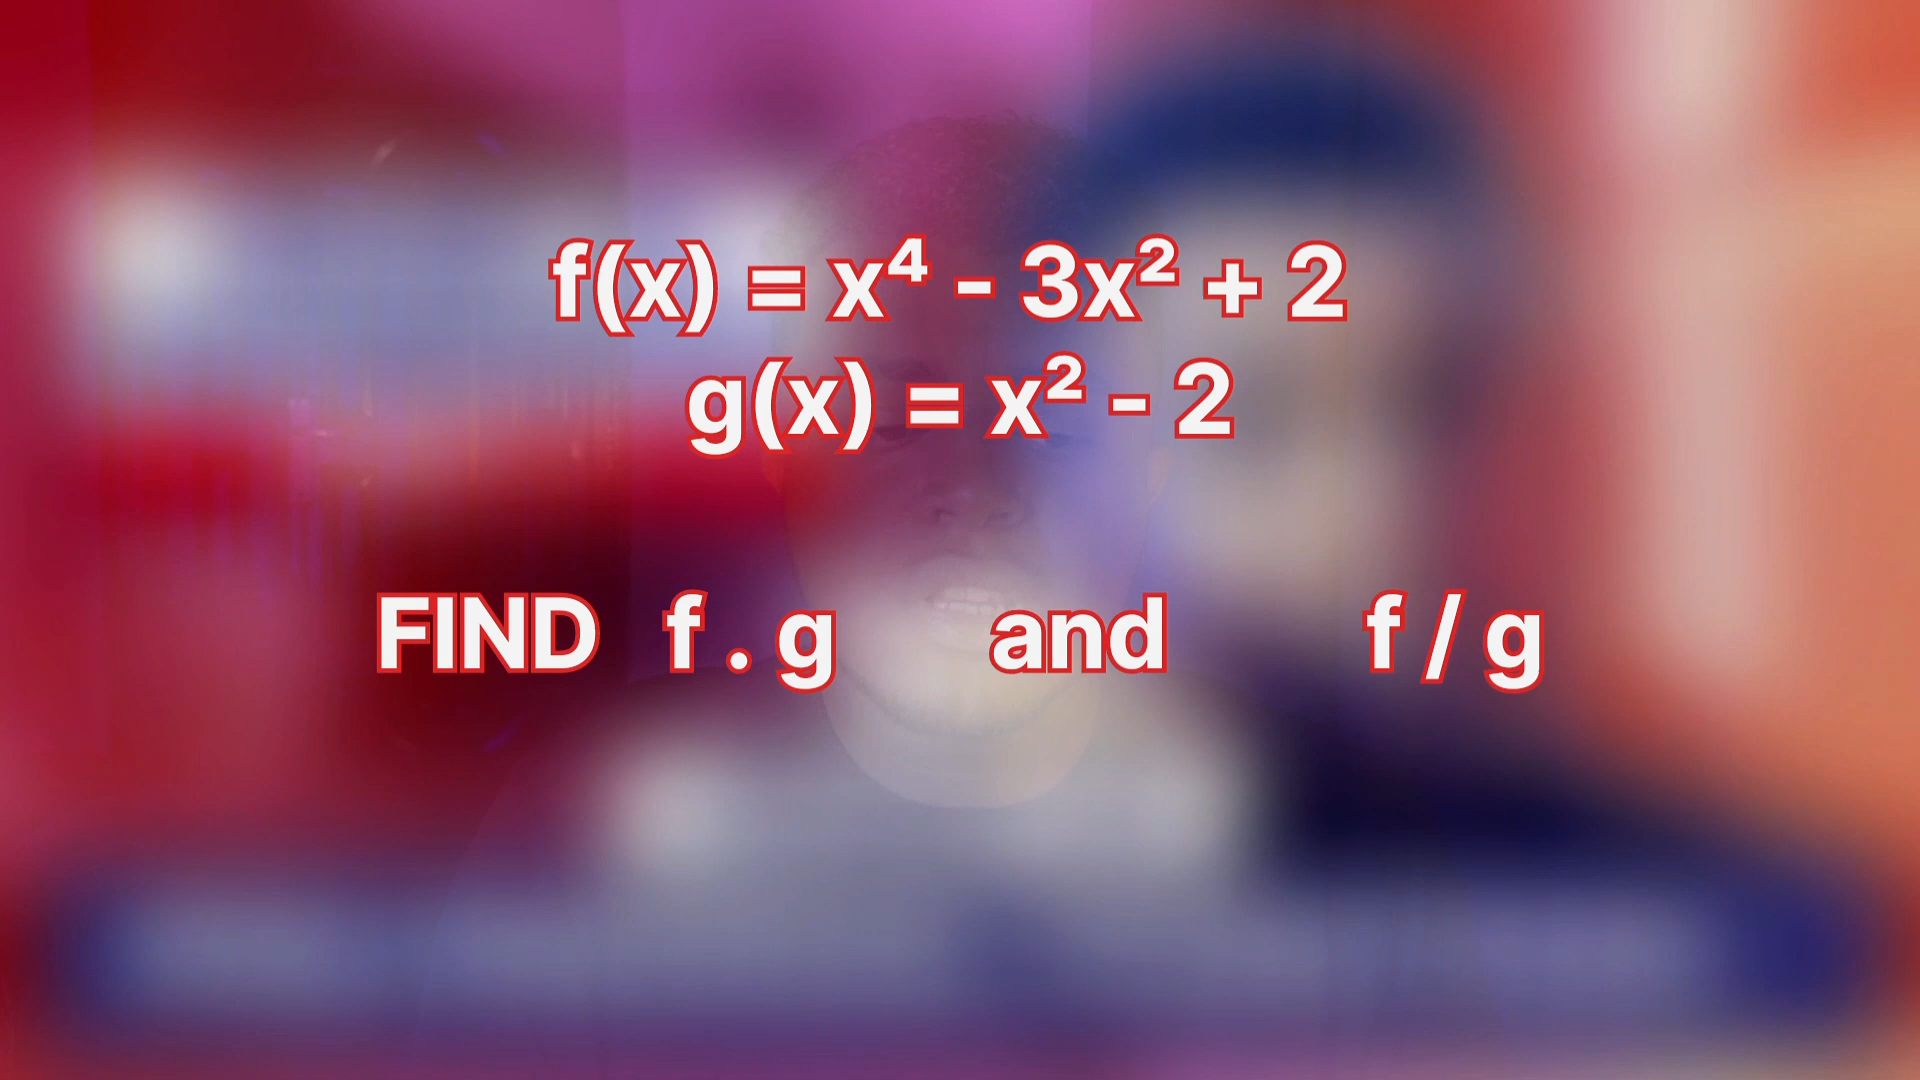 f(x) = x⁴ - 3x² + 2
g(x) = x² - 2
FIND f . g and f / g